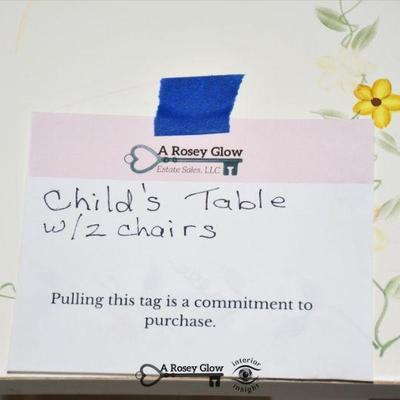 A Rosey Glow
Estate Sales, LLC
Child's Table
w/2 chairs
Pulling this tag is a commitment to
purchase.
A Rosey Glow
interior
insight